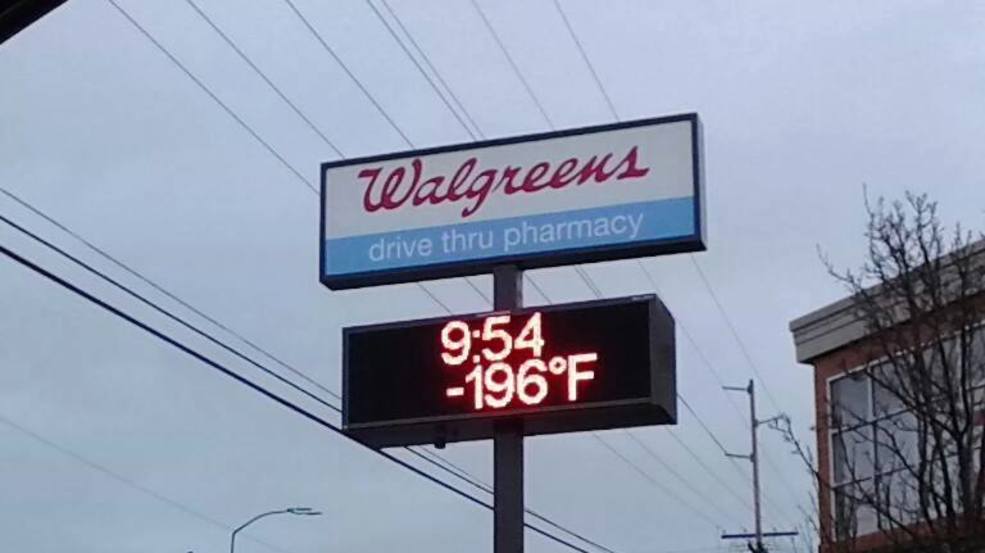 Walgreens
drive thru pharmacy
9:54
-196°F